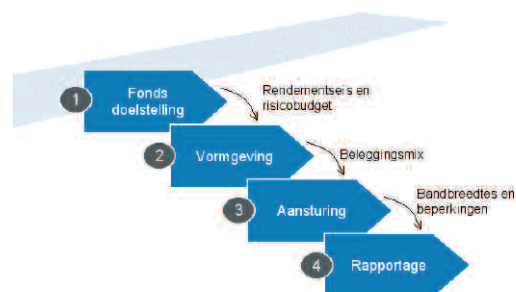 1
Fonds
doelstelling
Rendementseis en
risicobudget
2
Vormgeving
Beleggingsmix
3
Aansturing
Bandbreedtes en
beperkingen
4
Rapportage